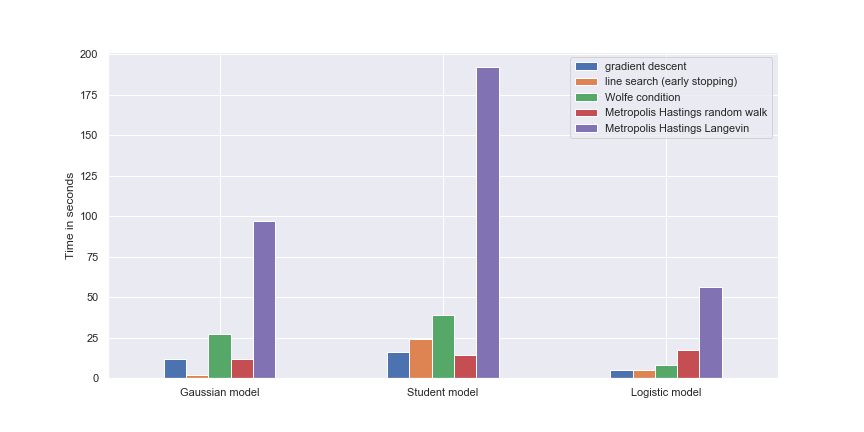 200
175
150
125
100
75
50
25
0
Time in seconds
gradient descent
line search (early stopping)
Wolfe condition
Metropolis Hastings random walk
Metropolis Hastings Langevin
Gaussian model
Student model
Logistic model